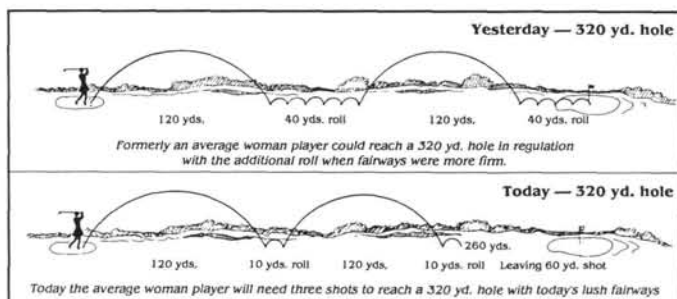 Yesterday — 320 yd. hole
120 yds. 40 yds. roll 120 yds. 40 yds. roll
Formerly an average woman player could reach a 320 yd. hole in regulation
with the additional roll when fairways were more firm.
Today — 320 yd. hole
260 yds.
120 yds. 10 yds. roll 120 yds. 10 yds. roll Leaving 60 yd. shot
Today the average woman player will need three shots to reach a 320 yd. hole with today's lush fairways